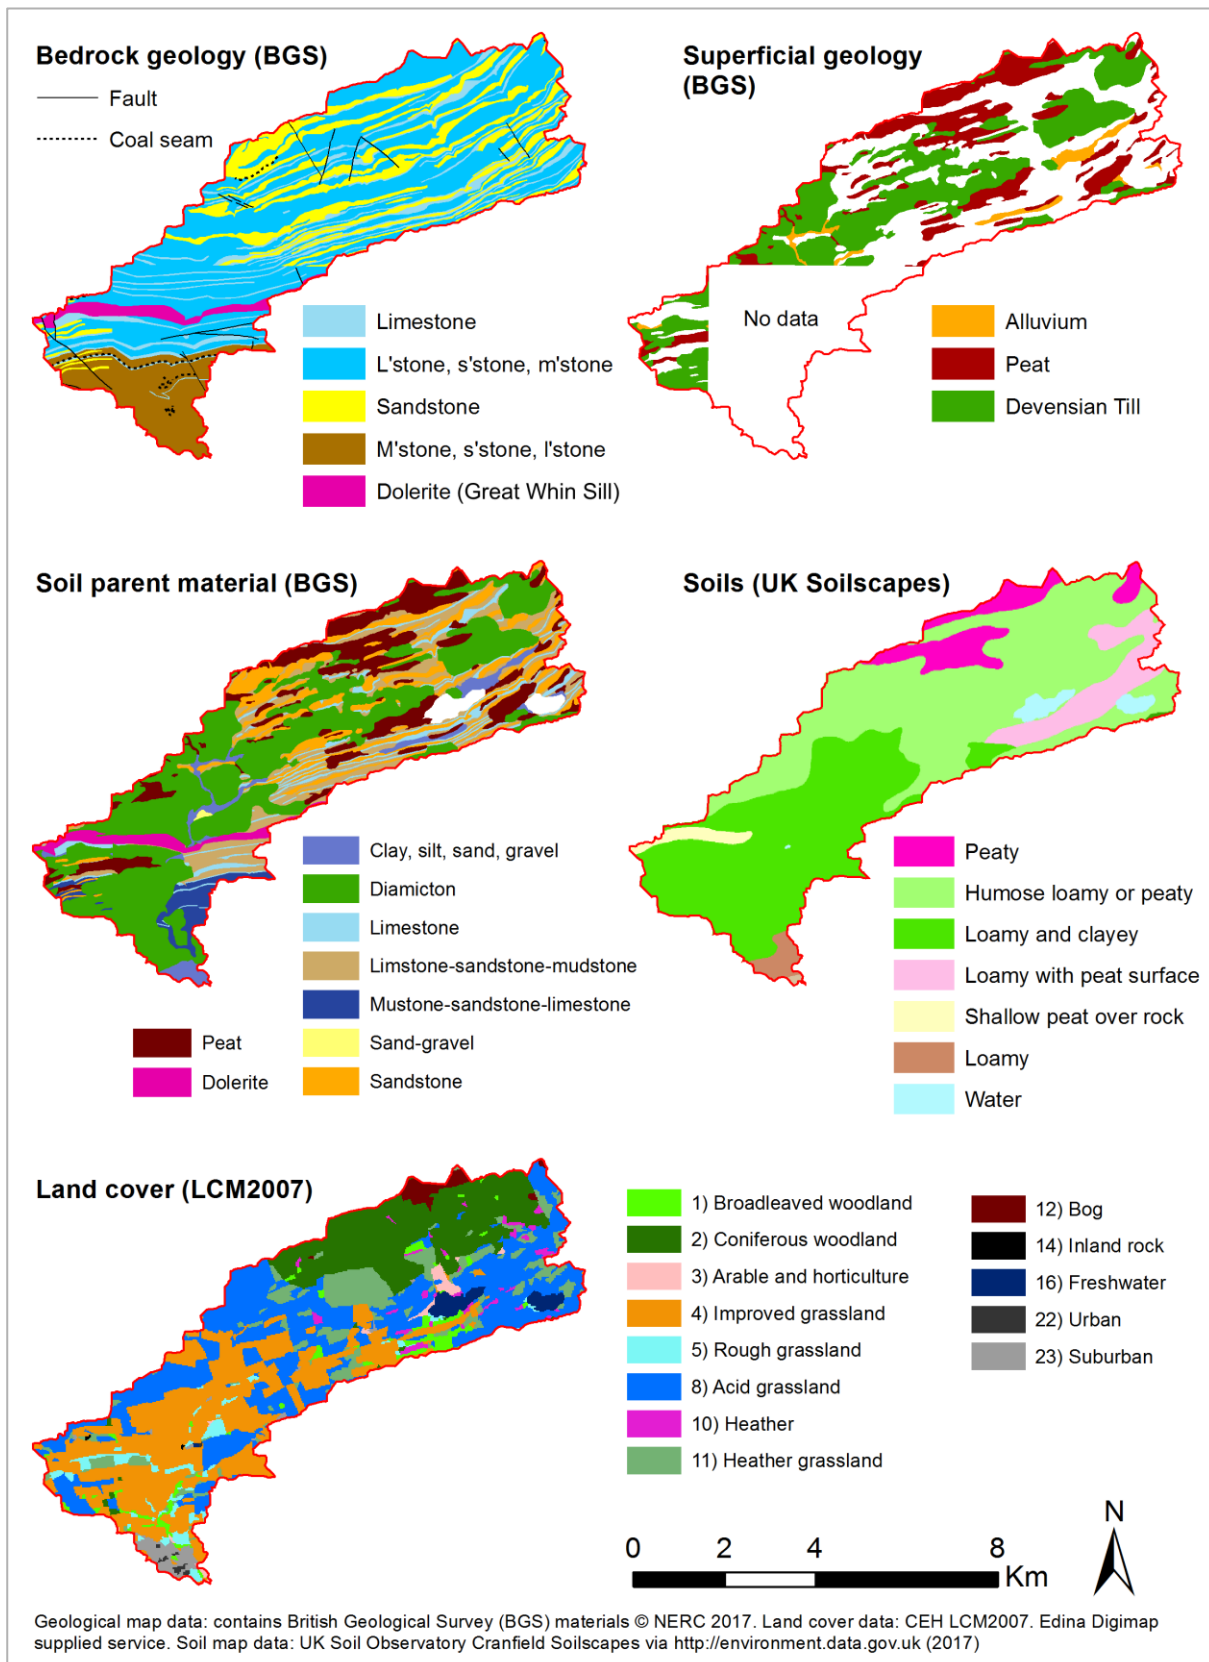 Bedrock geology (BGS)
Fault
Coal seam
Limestone
L'stone, s'stone, m'stone
Sandstone
M'stone, s'stone, l'stone
Dolerite (Great Whin Sill)
Superficial geology
(BGS)
No data
Alluvium
Peat
Devensian Till
Soil parent material (BGS)
Clay, silt, sand, gravel
Diamicton
Limestone
Limstone-sandstone-mudstone
Mustone-sandstone-limestone
Sand-gravel
Sandstone
Peat
Dolerite
Soils (UK Soilscapes)
Peaty
Humose loamy or peaty
Loamy and clayey
Loamy with peat surface
Shallow peat over rock
Loamy
Water
Land cover (LCM2007)
1) Broadleaved woodland
2) Coniferous woodland
3) Arable and horticulture
4) Improved grassland
5) Rough grassland
8) Acid grassland
10) Heather
11) Heather grassland
12) Bog
14) Inland rock
16) Freshwater
22) Urban
23) Suburban
N
0 2 4 8
Km
Geological map data: contains British Geological Survey (BGS) materials © NERC 2017. Land cover data: CEH LCM2007. Edina Digimap
supplied service. Soil map data: UK Soil Observatory Cranfield Soilscapes via http://environment.data.gov.uk (2017)